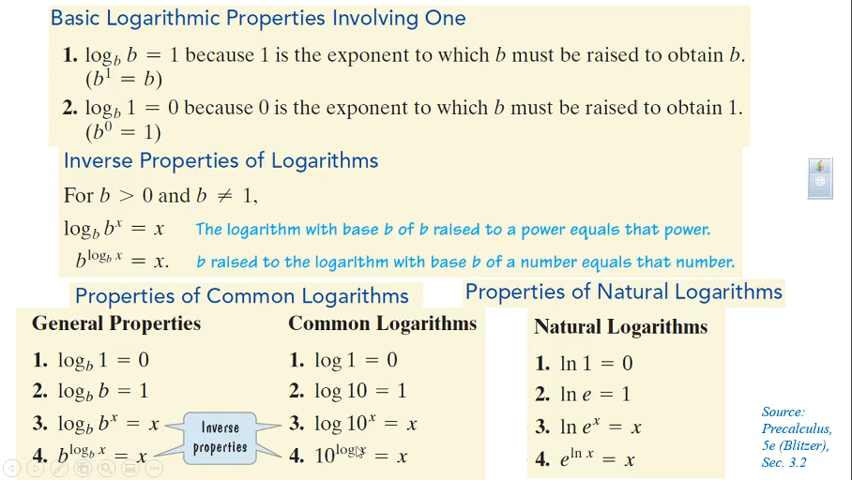 Basic Logarithmic Properties Involving One
1. log_b b = 1 because 1 is the exponent to which b must be raised to obtain b.
(b¹ = b)
2. log_b 1 = 0 because 0 is the exponent to which b must be raised to obtain 1.
(b⁰ = 1)
Inverse Properties of Logarithms
For b > 0 and b ≠ 1,
log_b bˣ = x The logarithm with base b of b raised to a power equals that power.
b^(log_b x) = x. b raised to the logarithm with base b of a number equals that number.
Properties of Common Logarithms
General Properties Common Logarithms
1. log_b 1 = 0 1. log 1 = 0
2. log_b b = 1 2. log 10 = 1
3. log_b bˣ = x 3. log 10ˣ = x
4. b^(log_b x) = x 4. 10^(log x) = x
Inverse
properties
Properties of Natural Logarithms
Natural Logarithms
1. ln 1 = 0
2. ln e = 1
3. ln eˣ = x
4. e^(ln x) = x
Source:
Precalculus,
5e (Blitzer),
Sec. 3.2